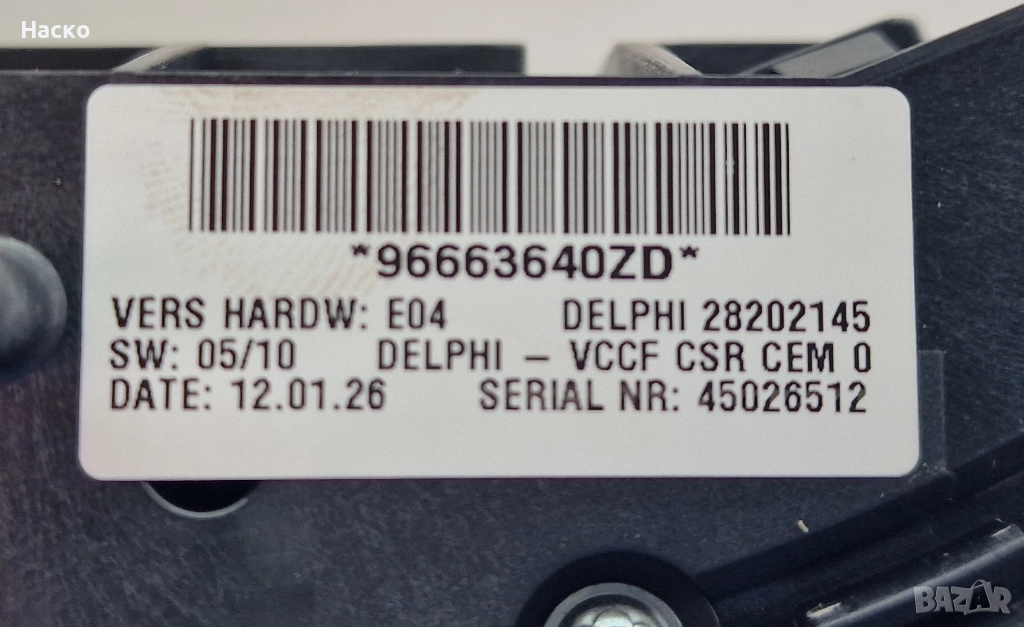 Наско
*96663640ZD*
VERS HARDW: E04 DELPHI 28202145
SW: 05/10 DELPHI – VCCF CSR CEM 0
DATE: 12.01.26 SERIAL NR: 45026512
BAZAR